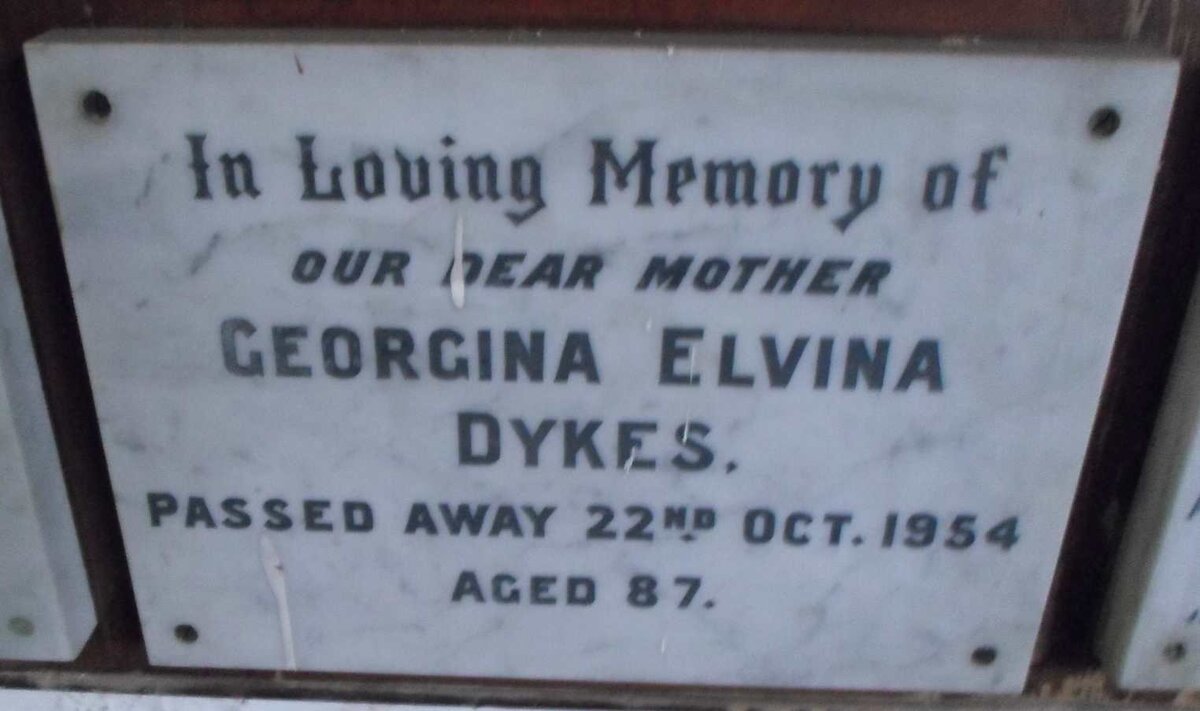 In Loving Memory of
OUR DEAR MOTHER
GEORGINA ELVINA
DYKES.
PASSED AWAY 22ND OCT. 1954
AGED 87.